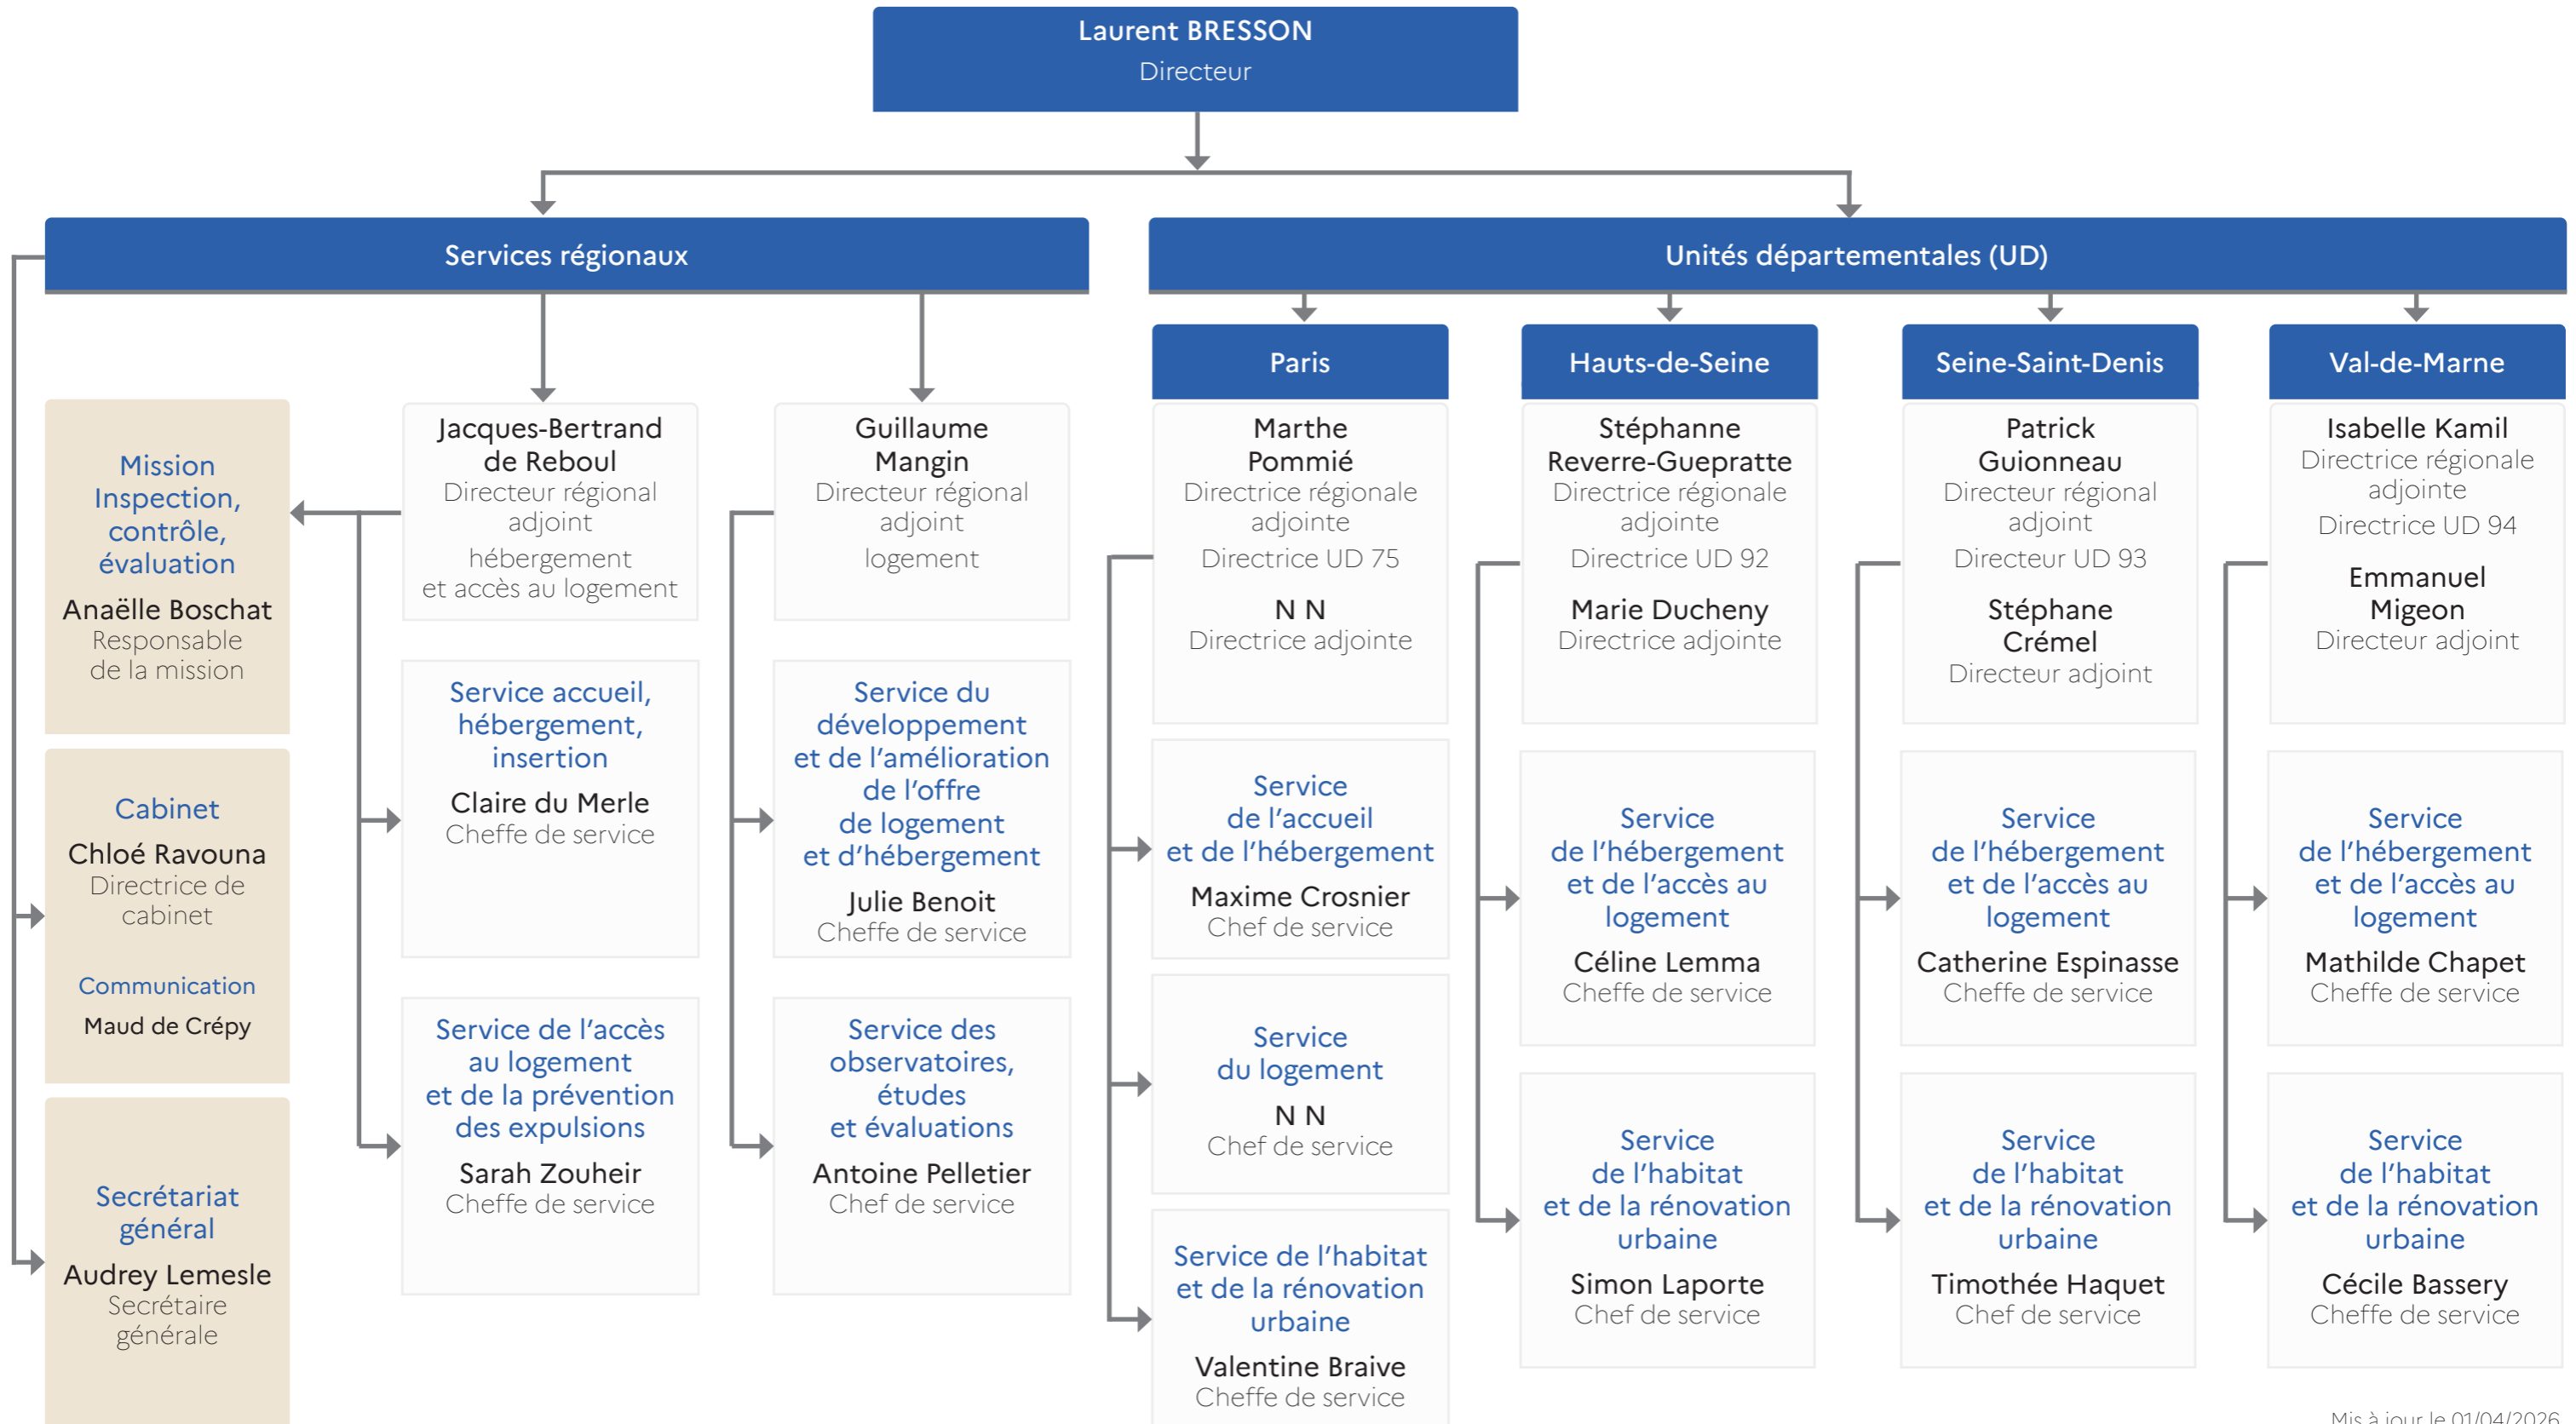 Laurent BRESSON
Directeur
Services régionaux
Unités départementales (UD)
Mission
Inspection,
contrôle,
évaluation
Anaëlle Boschat
Responsable
de la mission
Cabinet
Chloé Ravouna
Directrice de
cabinet
Communication
Maud de Crépy
Secrétariat
général
Audrey Lemesle
Secrétaire
générale
Jacques-Bertrand
de Reboul
Directeur régional
adjoint
hébergement
et accès au logement
Service accueil,
hébergement,
insertion
Claire du Merle
Cheffe de service
Service de l'accès
au logement
et de la prévention
des expulsions
Sarah Zouheir
Cheffe de service
Guillaume
Mangin
Directeur régional
adjoint
logement
Service du
développement
et de l'amélioration
de l'offre
de logement
et d'hébergement
Julie Benoit
Cheffe de service
Service des
observatoires,
études
et évaluations
Antoine Pelletier
Chef de service
Paris
Marthe
Pommié
Directrice régionale
adjointe
Directrice UD 75
N N
Directrice adjointe
Service
de l'accueil
et de l'hébergement
Maxime Crosnier
Chef de service
Service
du logement
N N
Chef de service
Service de l'habitat
et de la rénovation
urbaine
Valentine Braive
Cheffe de service
Hauts-de-Seine
Stéphanne
Reverre-Guepratte
Directrice régionale
adjointe
Directrice UD 92
Marie Ducheny
Directrice adjointe
Service
de l'hébergement
et de l'accès au
logement
Céline Lemma
Cheffe de service
Service
de l'habitat
et de la rénovation
urbaine
Simon Laporte
Chef de service
Seine-Saint-Denis
Patrick
Guionneau
Directeur régional
adjoint
Directeur UD 93
Stéphane
Crémel
Directeur adjoint
Service
de l'hébergement
et de l'accès au
logement
Catherine Espinasse
Cheffe de service
Service
de l'habitat
et de la rénovation
urbaine
Timothée Haquet
Chef de service
Val-de-Marne
Isabelle Kamil
Directrice régionale
adjointe
Directrice UD 94
Emmanuel
Migeon
Directeur adjoint
Service
de l'hébergement
et de l'accès au
logement
Mathilde Chapet
Cheffe de service
Service
de l'habitat
et de la rénovation
urbaine
Cécile Bassery
Cheffe de service
Mis à jour le 01/04/2026